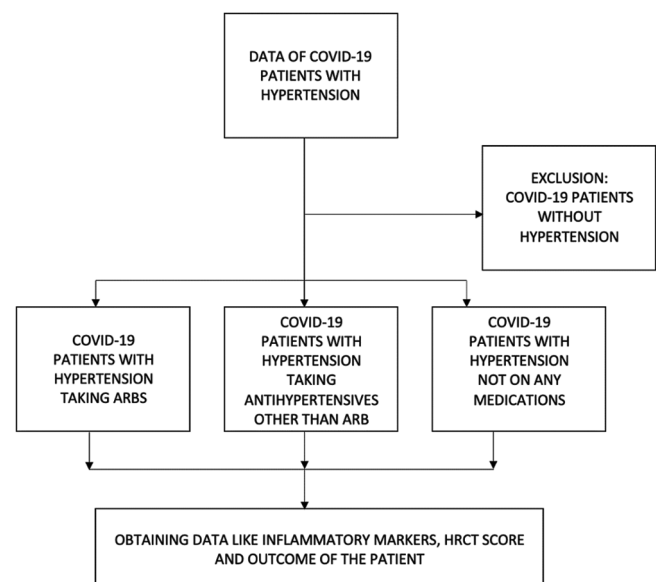 DATA OF COVID-19
PATIENTS WITH
HYPERTENSION
EXCLUSION:
COVID-19 PATIENTS
WITHOUT
HYPERTENSION
COVID-19
PATIENTS WITH
HYPERTENSION
TAKING ARBS
COVID-19
PATIENTS WITH
HYPERTENSION
TAKING
ANTIHYPERTENSIVES
OTHER THAN ARB
COVID-19
PATIENTS WITH
HYPERTENSION
NOT ON ANY
MEDICATIONS
OBTAINING DATA LIKE INFLAMMATORY MARKERS, HRCT SCORE
AND OUTCOME OF THE PATIENT